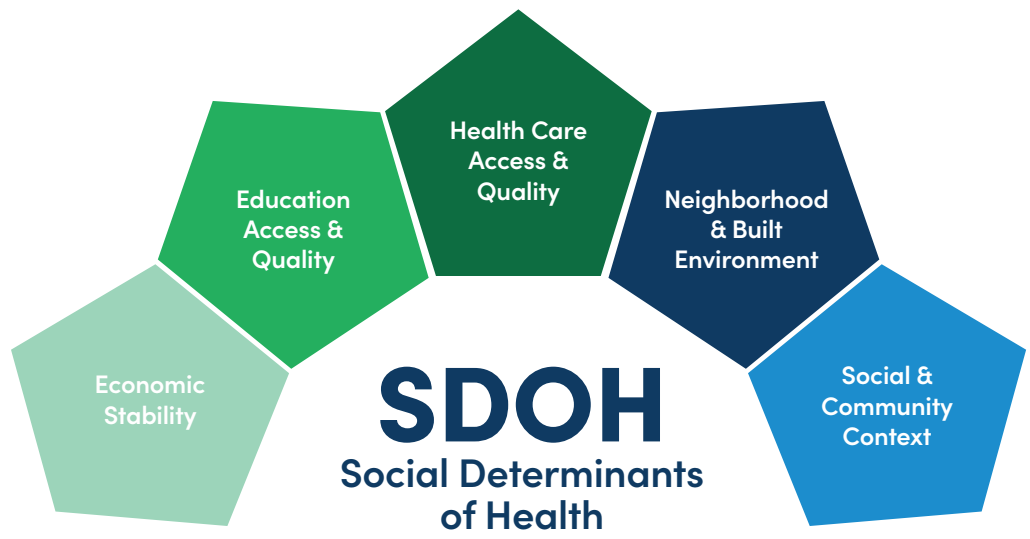 Health Care
Access &
Quality
Education
Access &
Quality
Neighborhood
& Built
Environment
Economic
Stability
Social &
Community
Context
SDOH
Social Determinants
of Health